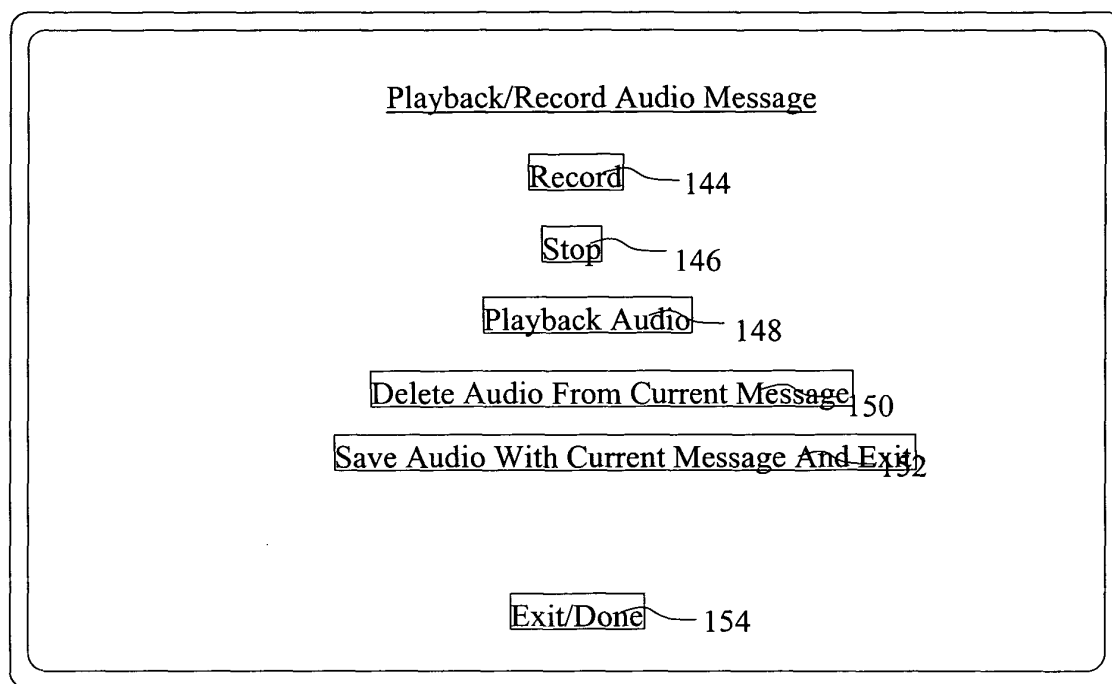 Playback/Record Audio Message
Record 144
Stop 146
Playback Audio 148
Delete Audio From Current Message 150
Save Audio With Current Message And Exit 152
Exit/Done 154